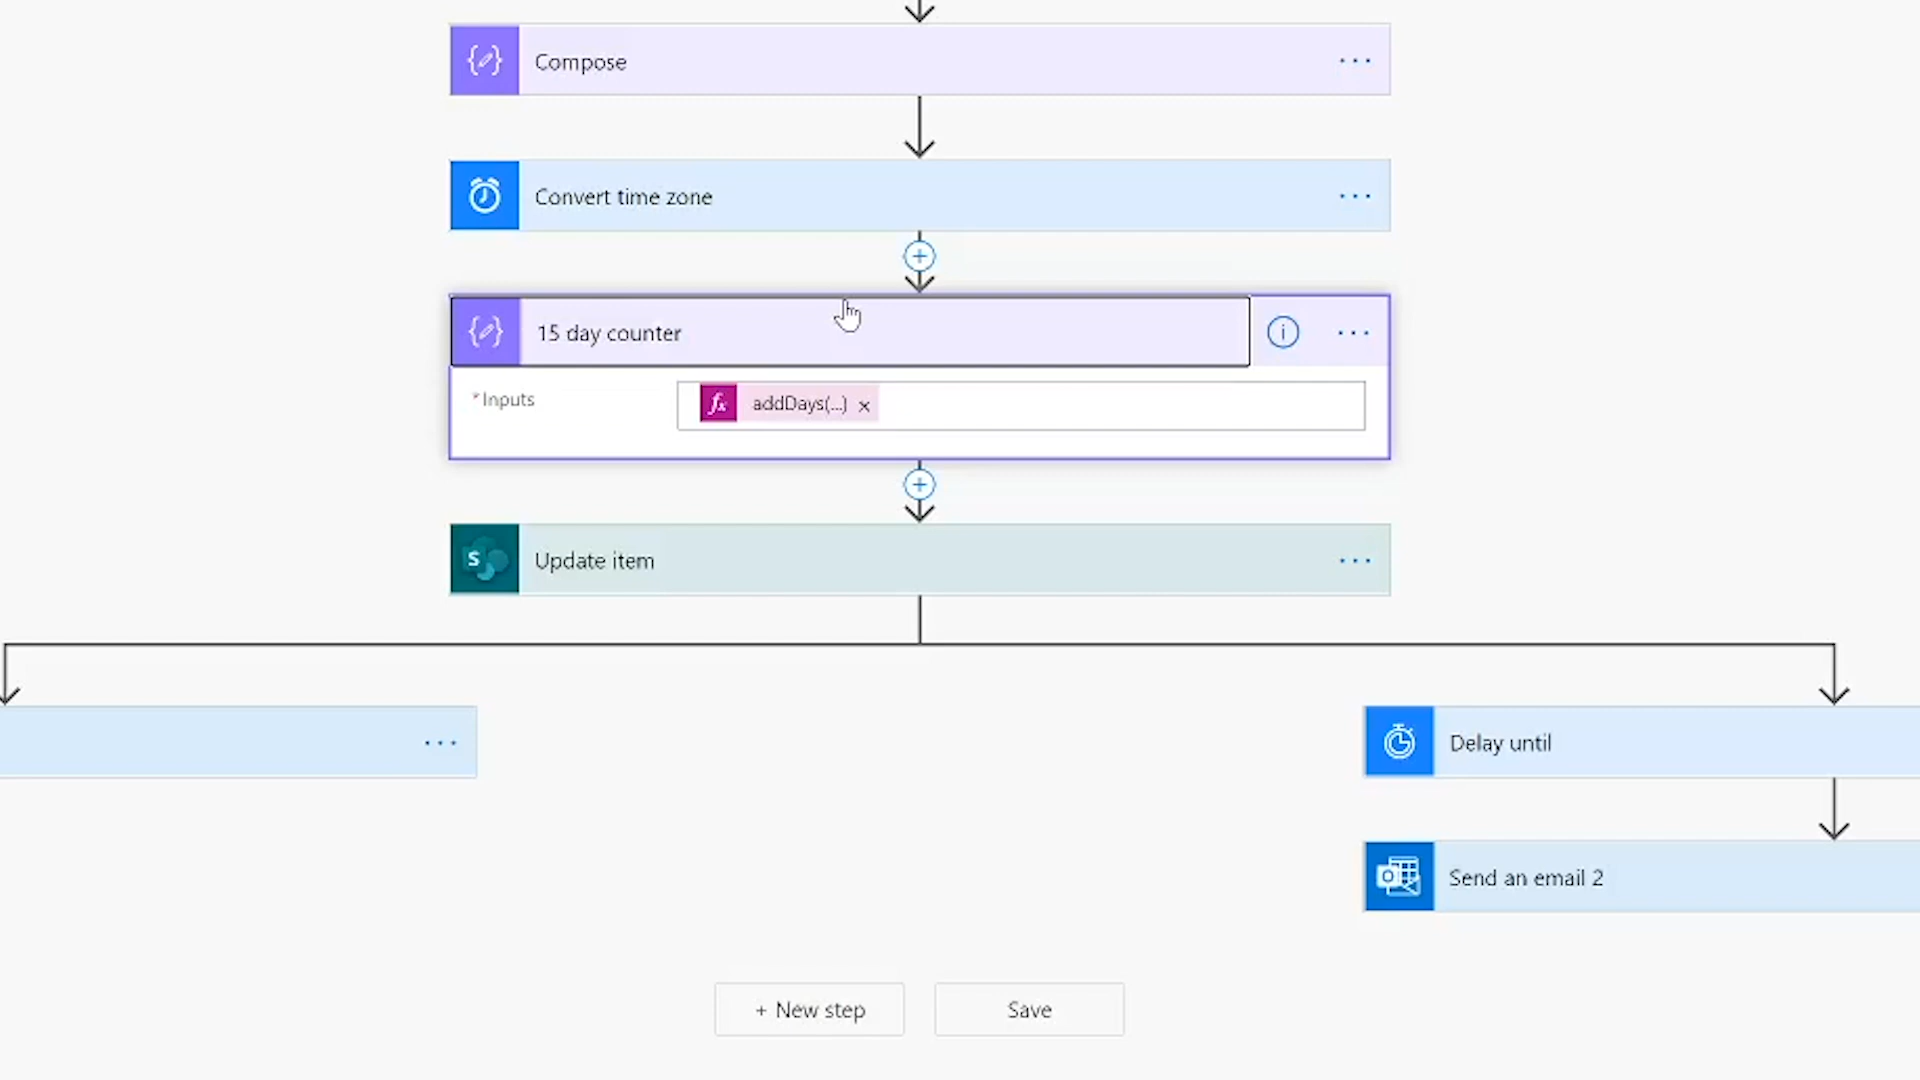 Compose
Convert time zone
15 day counter
*Inputs
fx addDays(...) ×
S
Update item
Delay until
Send an email 2
+ New step
Save